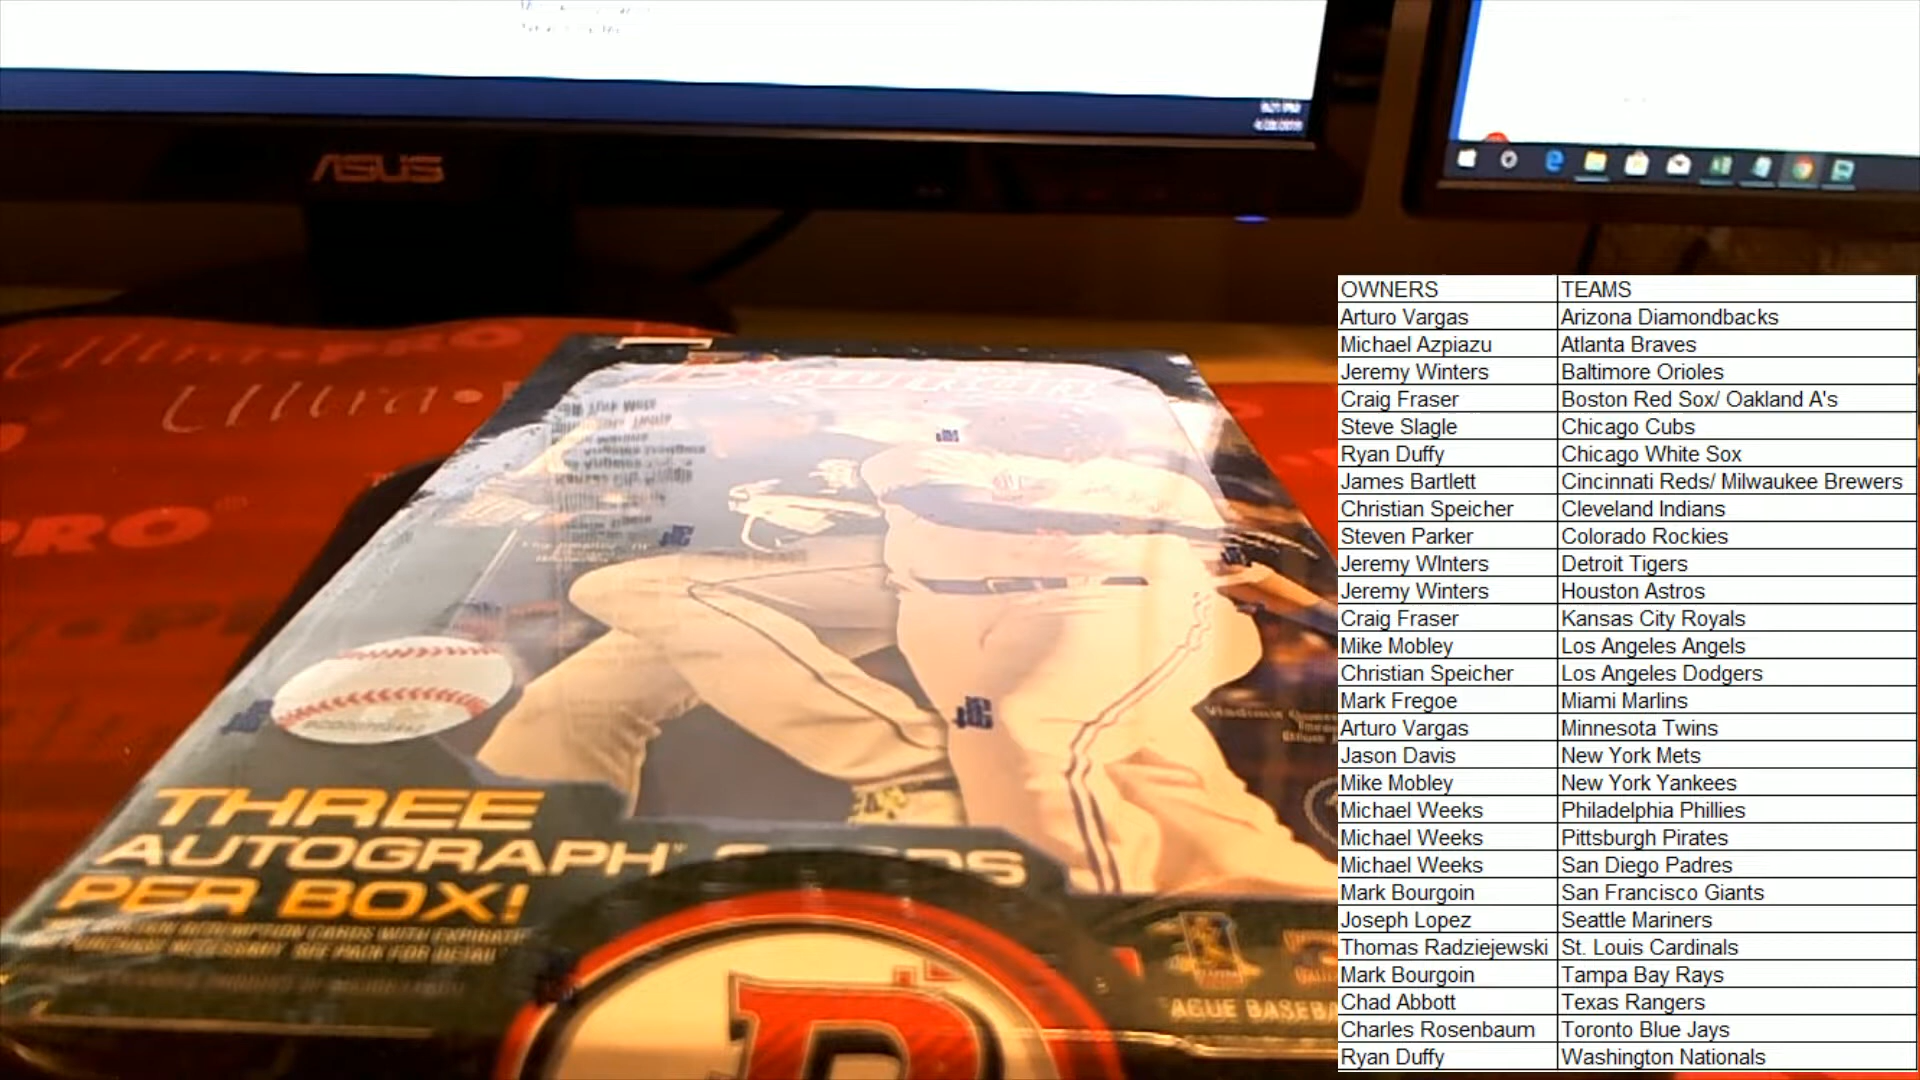 ASUS
Ultra•PRO
THREE
AUTOGRAPH™ CARDS
PER BOX!
OWNERS TEAMS
Arturo Vargas Arizona Diamondbacks
Michael Azpiazu Atlanta Braves
Jeremy Winters Baltimore Orioles
Craig Fraser Boston Red Sox/ Oakland A's
Steve Slagle Chicago Cubs
Ryan Duffy Chicago White Sox
James Bartlett Cincinnati Reds/ Milwaukee Brewers
Christian Speicher Cleveland Indians
Steven Parker Colorado Rockies
Jeremy WInters Detroit Tigers
Jeremy Winters Houston Astros
Craig Fraser Kansas City Royals
Mike Mobley Los Angeles Angels
Christian Speicher Los Angeles Dodgers
Mark Fregoe Miami Marlins
Arturo Vargas Minnesota Twins
Jason Davis New York Mets
Mike Mobley New York Yankees
Michael Weeks Philadelphia Phillies
Michael Weeks Pittsburgh Pirates
Michael Weeks San Diego Padres
Mark Bourgoin San Francisco Giants
Joseph Lopez Seattle Mariners
Thomas Radziejewski St. Louis Cardinals
Mark Bourgoin Tampa Bay Rays
Chad Abbott Texas Rangers
Charles Rosenbaum Toronto Blue Jays
Ryan Duffy Washington Nationals